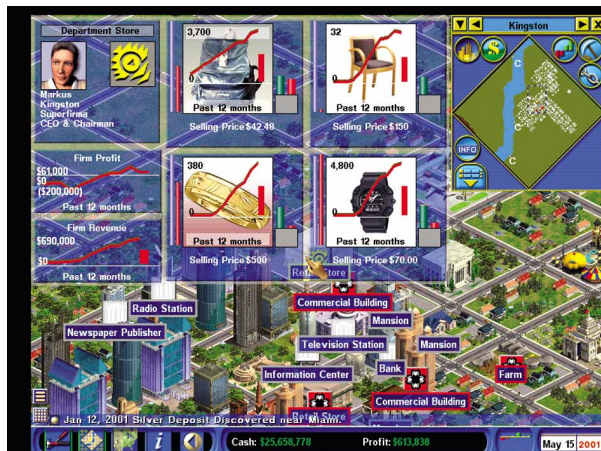 Department Store
Markus
Kingston
Superfirma
CEO & Chairman
3,700
0
Past 12 months
Selling Price $42.48
32
0
Past 12 months
Selling Price $150
Kingston
C
C
C
INFO
Firm Profit
$61,000
$0
($200,000)
Past 12 months
Firm Revenue
$690,000
$0
Past 12 months
380
0
Past 12 months
Selling Price $500
4,800
0
Past 12 months
Selling Price $70.00
Retail Store
Commercial Building
Radio Station
Mansion
Newspaper Publisher
Television Station
Mansion
Information Center
Bank
Farm
Commercial Building
Retail Store
Jan 12, 2001 Silver Deposit Discovered near Miami.
Cash: $25,658,778
Profit: $613,838
May 15 2001